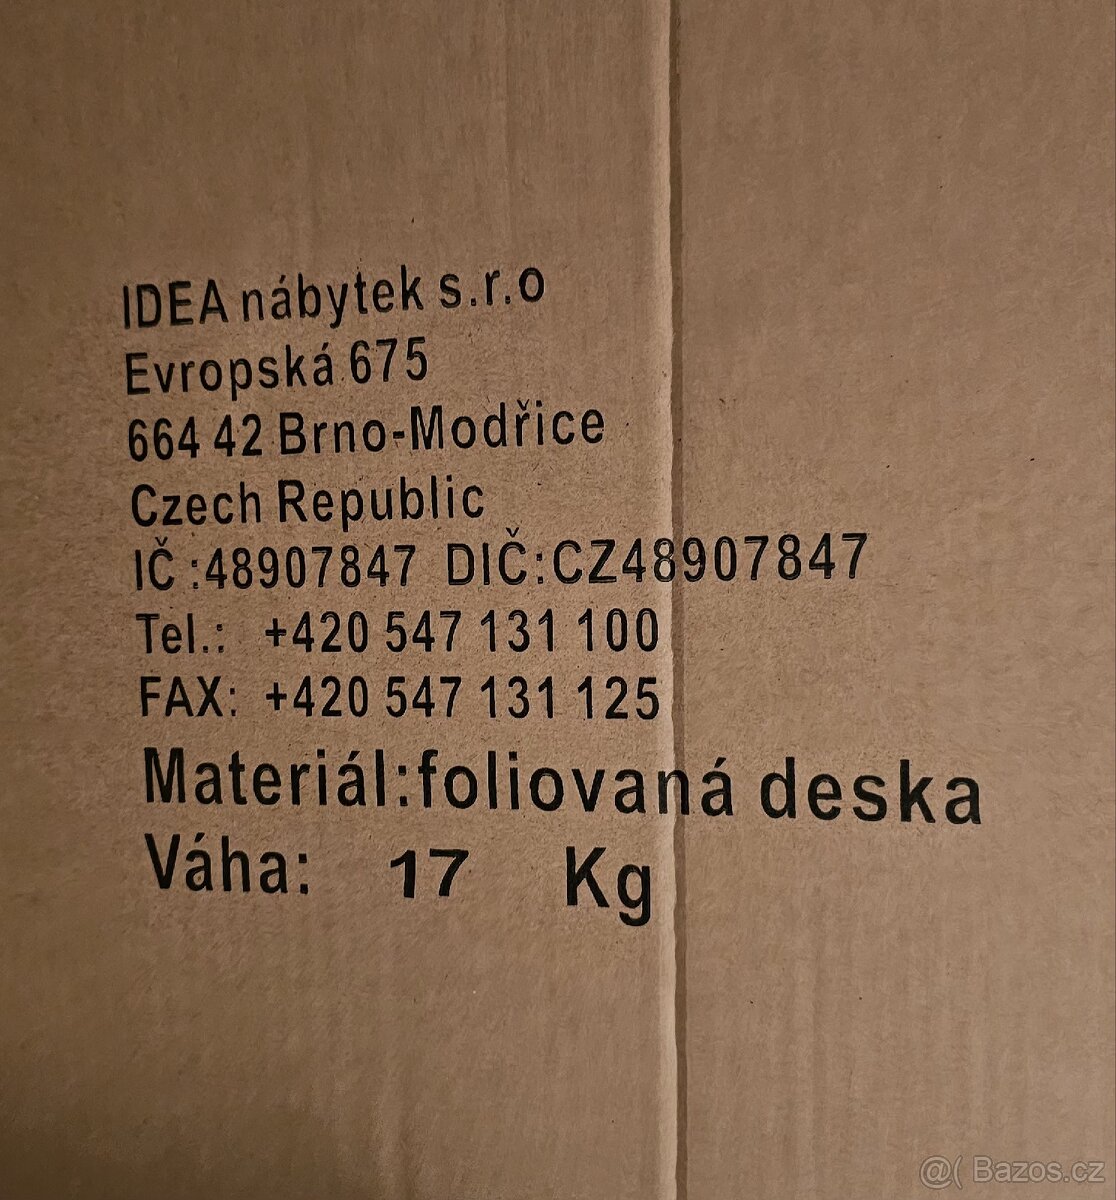 IDEA nábytek s.r.o
Evropská 675
664 42 Brno-Modřice
Czech Republic
IČ :48907847 DIČ:CZ48907847
Tel.: +420 547 131 100
FAX: +420 547 131 125
Materiál:foliovaná deska
Váha: 17 Kg
@( Bazos.cz